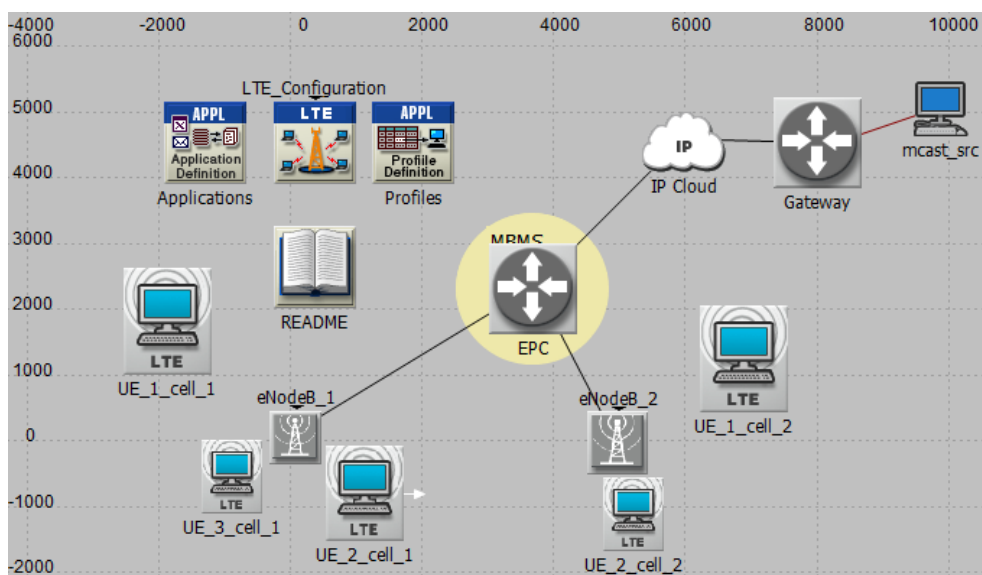 -4000 -2000 0 2000 4000 6000 8000 10000
6000
5000
4000
3000
2000
1000
0
-1000
-2000
LTE_Configuration
APPL
Application
Definition
Applications
LTE
APPL
Profile
Definition
Profiles
IP
IP Cloud
Gateway
mcast_src
README
MBMS
EPC
LTE
UE_1_cell_1
eNodeB_1
eNodeB_2
LTE
UE_1_cell_2
LTE
UE_3_cell_1
LTE
UE_2_cell_1
LTE
UE_2_cell_2